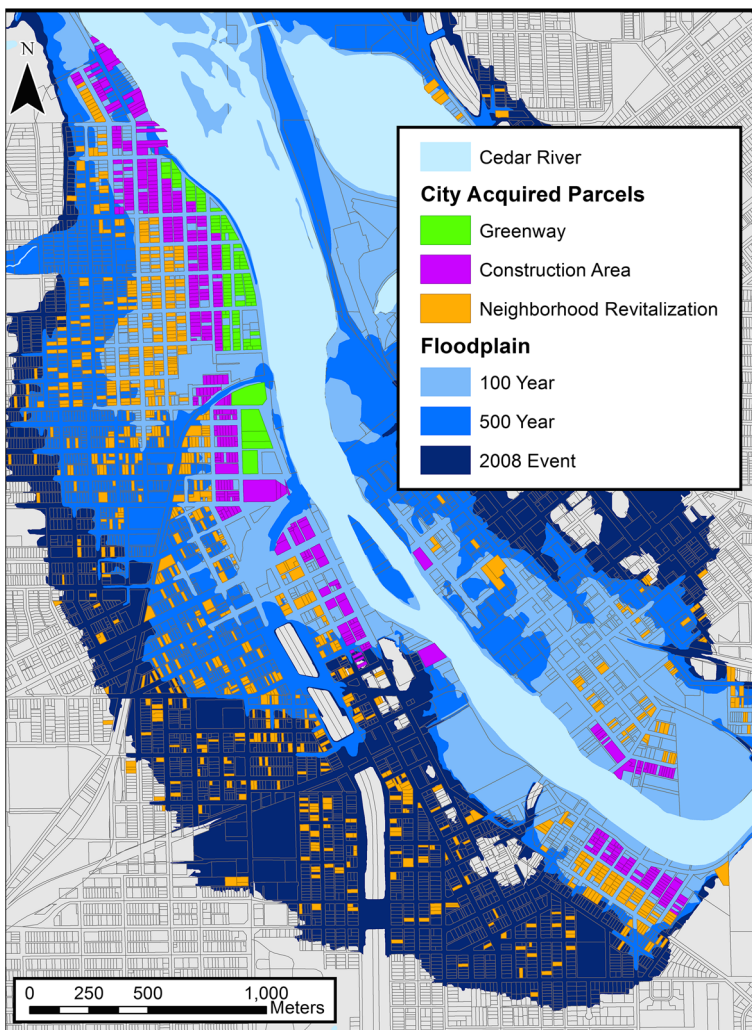 N
Cedar River
City Acquired Parcels
Greenway
Construction Area
Neighborhood Revitalization
Floodplain
100 Year
500 Year
2008 Event
0 250 500 1,000
Meters